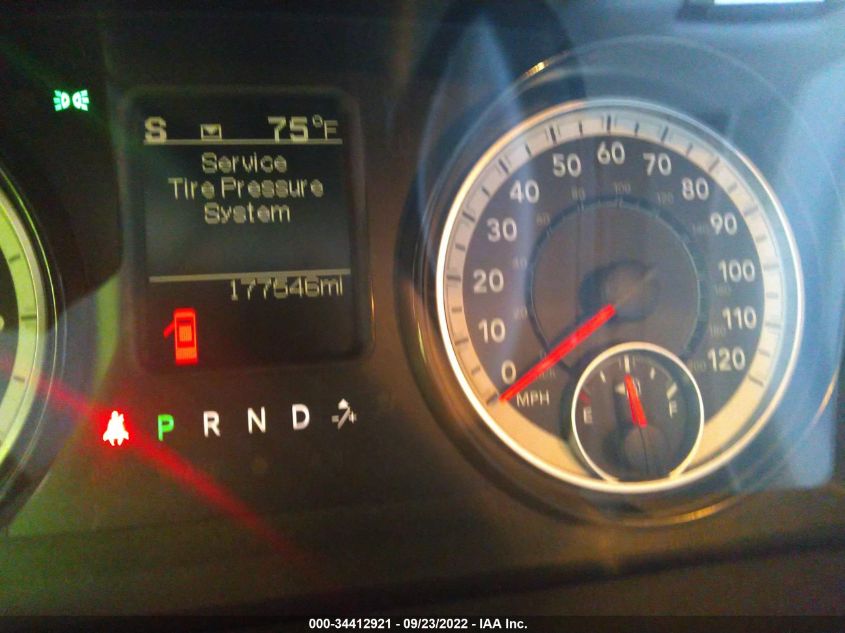 S 75°F
Service
Tire Pressure
System
177546mi
P R N D
0 10 20 30 40 50 60 70 80 90 100 110 120
MPH
E F
000-34412921 - 09/23/2022 - IAA Inc.